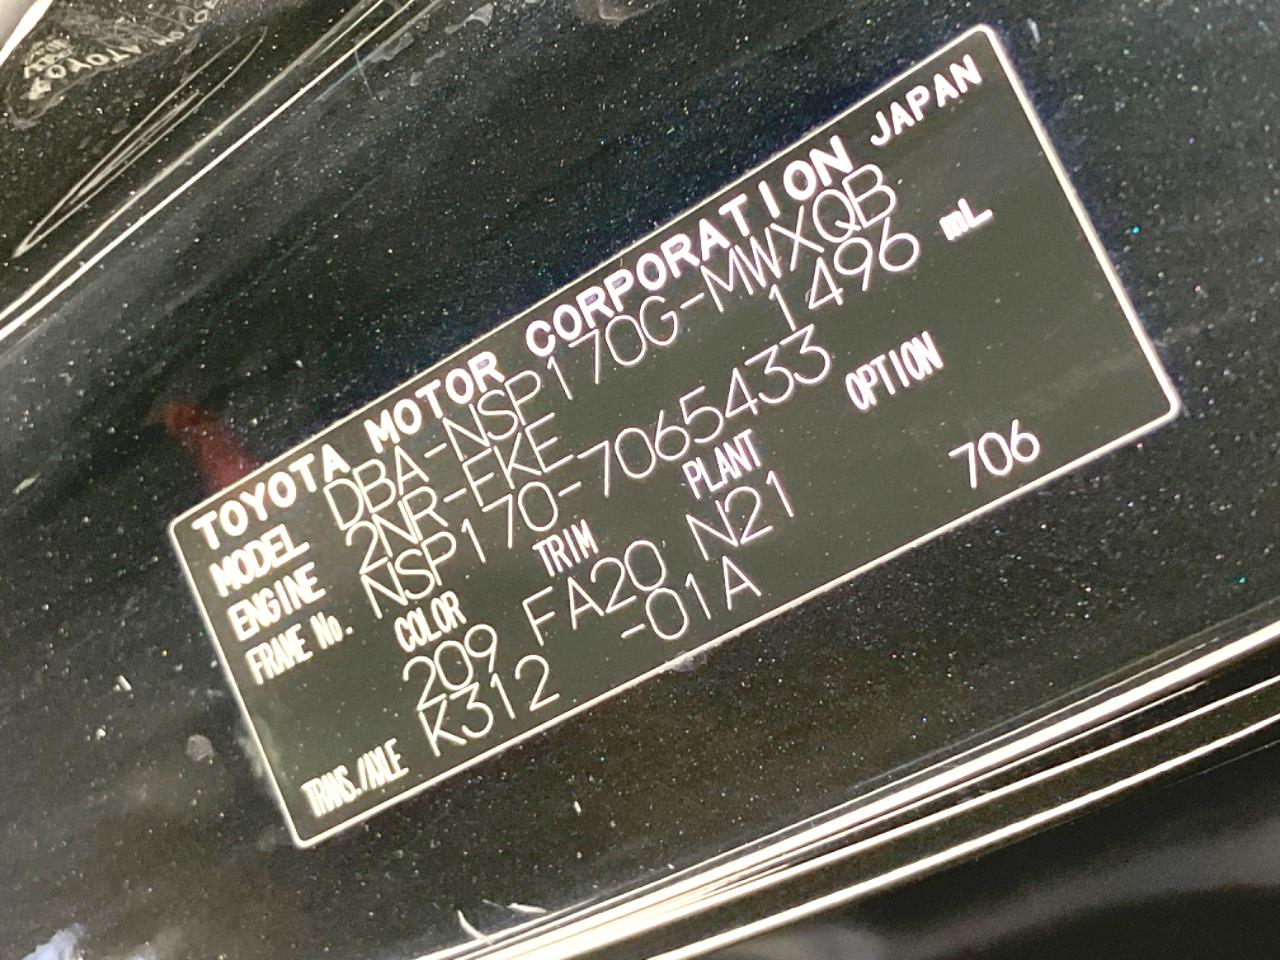 TOYOTA MOTOR CORPORATION JAPAN
MODEL DBA-NSP170G-MWXQB
ENGINE 2NR-FKE 1496 mL
FRAME No. NSP170-7065433
COLOR TRIM PLANT OPTION
209 FA20 N21 706
TRANS./AXLE K312 -01A